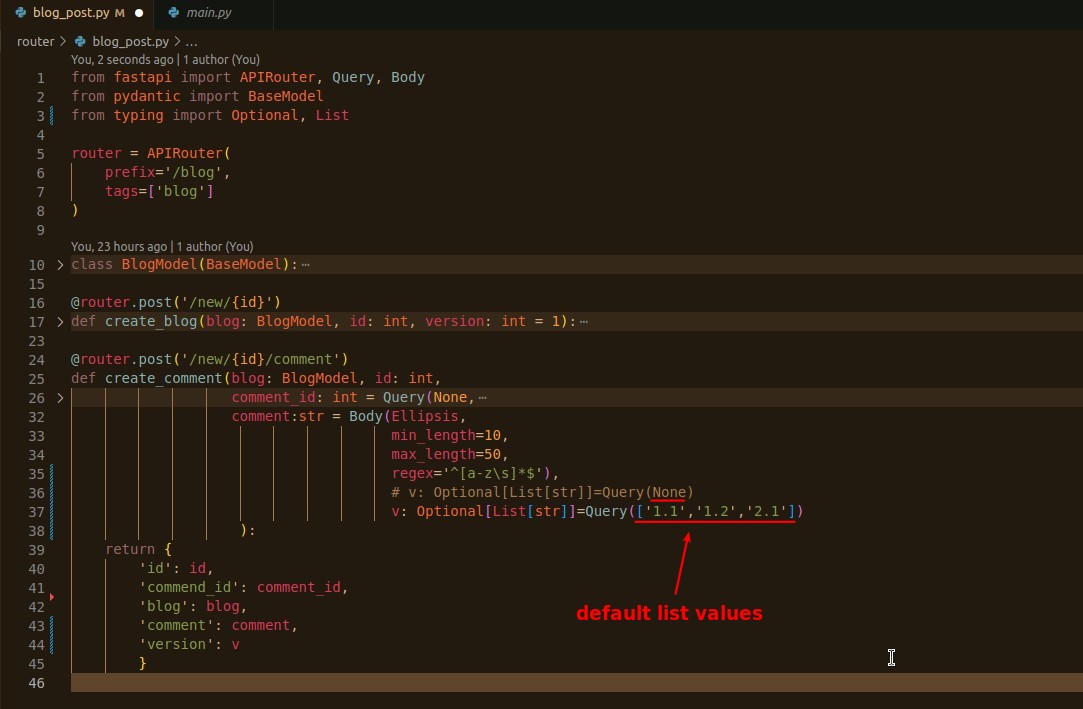 blog_post.py M ● main.py
router > blog_post.py > ...
You, 2 seconds ago | 1 author (You)
1 from fastapi import APIRouter, Query, Body
2 from pydantic import BaseModel
3 from typing import Optional, List
4
5 router = APIRouter(
6 prefix='/blog',
7 tags=['blog']
8 )
9
You, 23 hours ago | 1 author (You)
10 > class BlogModel(BaseModel):⋯
15
16 @router.post('/new/{id}')
17 > def create_blog(blog: BlogModel, id: int, version: int = 1):⋯
23
24 @router.post('/new/{id}/comment')
25 def create_comment(blog: BlogModel, id: int,
26 > comment_id: int = Query(None,⋯
32 comment:str = Body(Ellipsis,
33 min_length=10,
34 max_length=50,
35 regex='^[a-z\s]*$'),
36 # v: Optional[List[str]]=Query(None)
37 v: Optional[List[str]]=Query(['1.1','1.2','2.1'])
38 ):
39 return {
40 'id': id,
41 'commend_id': comment_id,
42 'blog': blog,
43 'comment': comment,
44 'version': v
45 }
46
default list values